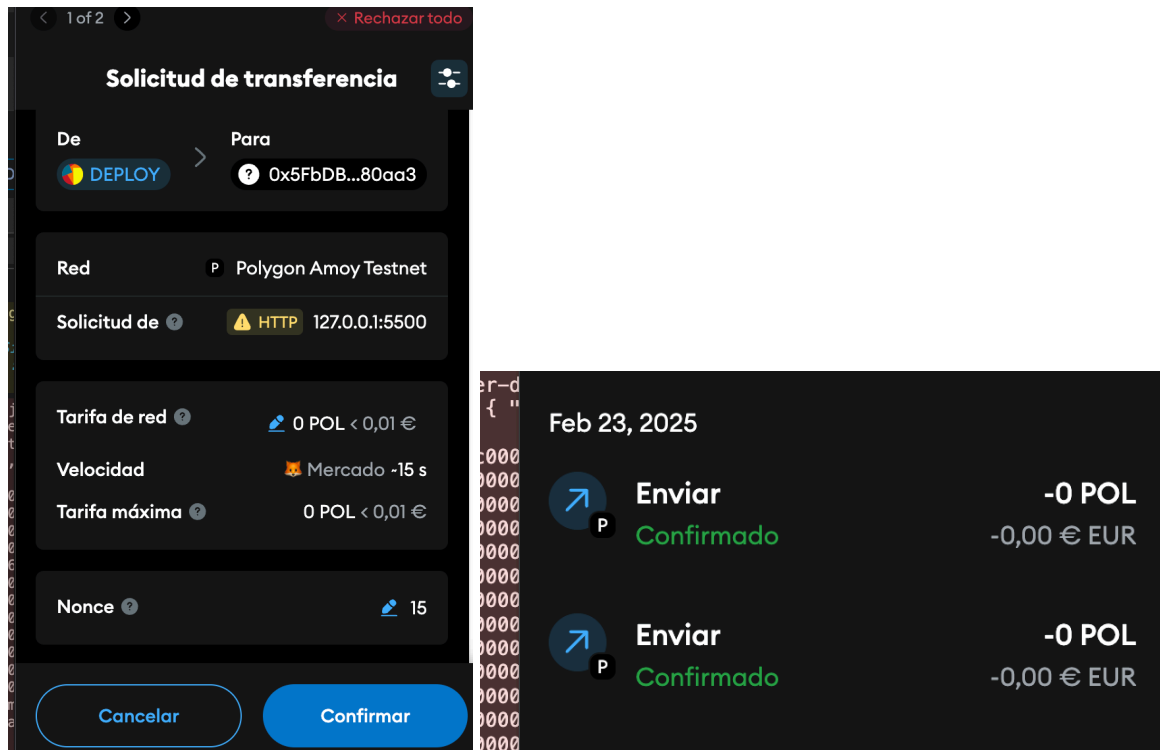 1 of 2
× Rechazar todo
Solicitud de transferencia
De
Para
DEPLOY
0x5FbDB...80aa3
Red
P Polygon Amoy Testnet
Solicitud de
HTTP 127.0.0.1:5500
Tarifa de red
0 POL < 0,01 €
Velocidad
Mercado ~15 s
Tarifa máxima
0 POL < 0,01 €
Nonce
15
Cancelar
Confirmar
er-d
{ "
Feb 23, 2025
Enviar
-0 POL
P
Confirmado
-0,00 € EUR
Enviar
-0 POL
P
Confirmado
-0,00 € EUR